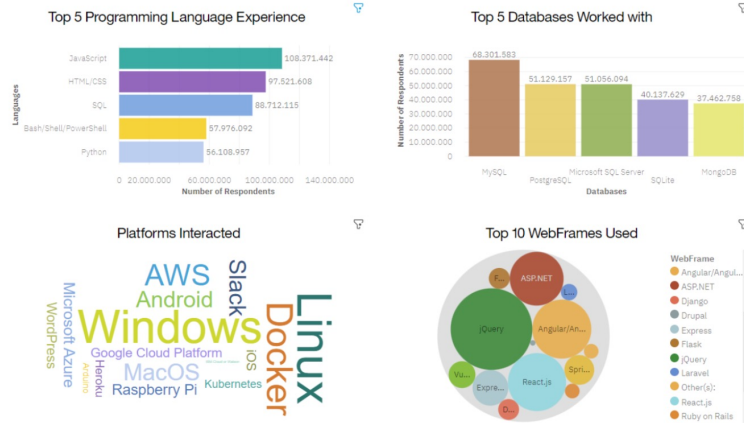 Top 5 Programming Language Experience
Languages
JavaScript
108.371.442
HTML/CSS
97.521.608
SQL
88.712.115
Bash/Shell/PowerShell
57.976.092
Python
56.108.957
0 20.000.000 60.000.000 100.000.000 140.000.000
Number of Respondents
Top 5 Databases Worked with
Number of Respondents
70.000.000
60.000.000
50.000.000
40.000.000
30.000.000
20.000.000
10.000.000
0
68.301.583
51.129.157
51.056.094
40.137.629
37.462.758
MySQL
PostgreSQL
Microsoft SQL Server
SQLite
MongoDB
Databases
Platforms Interacted
AWS
Slack
Android
Microsoft Azure
WordPress
Windows
Linux
Docker
Google Cloud Platform
iOS
MacOS
Heroku
Arduino
Raspberry Pi
Kubernetes
Top 10 WebFrames Used
F...
ASP.NET
L...
jQuery
Angular/An...
Vu...
Expre...
React.js
Spri...
D...
WebFrame
Angular/Angul...
ASP.NET
Django
Drupal
Express
Flask
jQuery
Laravel
Other(s):
React.js
Ruby on Rails